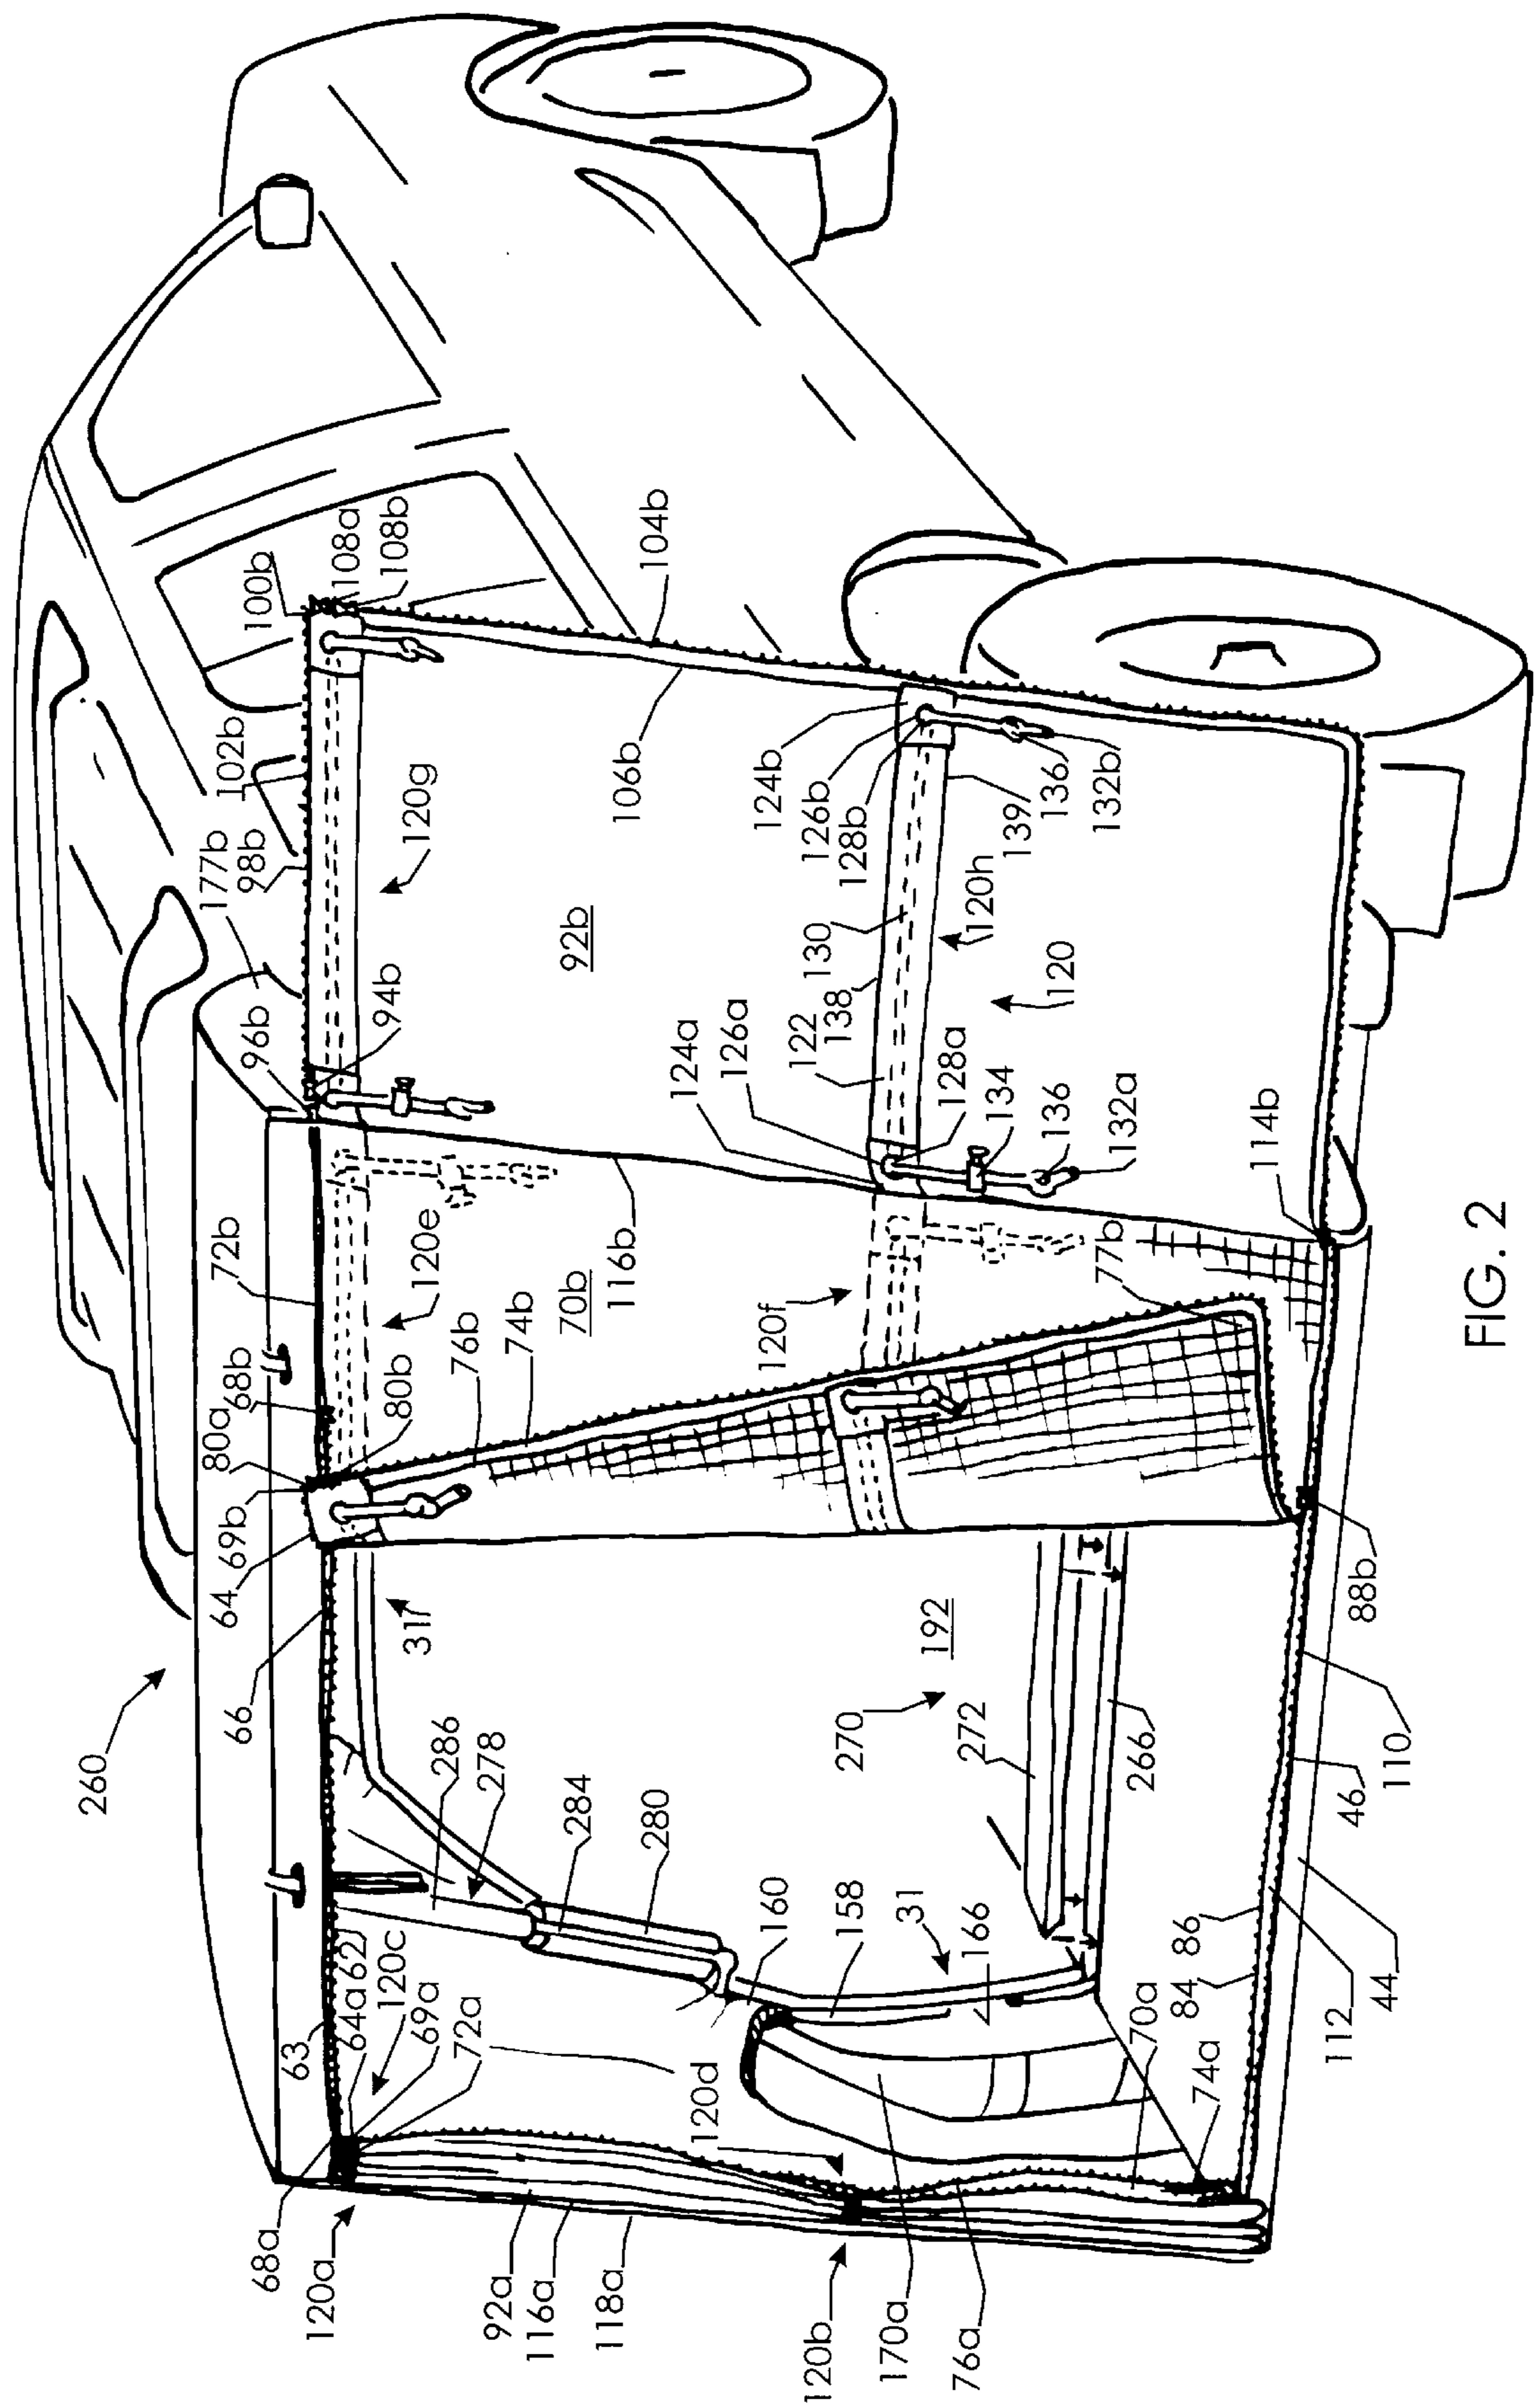 260
66
64
69b
80a
68b
72b
96b
177b
98b
102b
100b
108a
108b
104b
106b
120g
94b
92b
124b
126b
128b
139
136
132b
120h
130
138
122
120
124a
126a
128a
134
136
132a
114b
116b
70b
120e
120f
77b
74b
76b
80b
31
192
270
272
266
88b
110
46
44
112
86
84
74a
70a
166
31
158
160
280
284
278
286
62
64a
120c
69a
72a
63
120d
68a
120a
92a
116a
118a
120b
170a
76a
FIG. 2